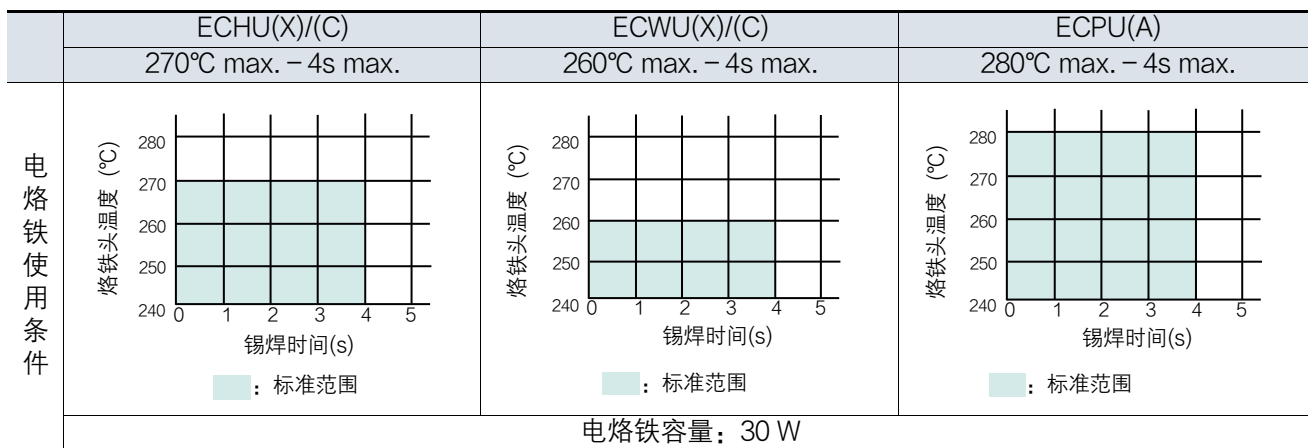 ECHU(X)/(C)
ECWU(X)/(C)
ECPU(A)
270℃ max. – 4s max.
260℃ max. – 4s max.
280℃ max. – 4s max.
电烙铁使用条件
烙铁头温度 (℃)
280
270
260
250
240
0 1 2 3 4 5
锡焊时间(s)
：标准范围
烙铁头温度 (℃)
280
270
260
250
240
0 1 2 3 4 5
锡焊时间(s)
：标准范围
烙铁头温度 (℃)
280
270
260
250
240
0 1 2 3 4 5
锡焊时间(s)
：标准范围
电烙铁容量：30 W